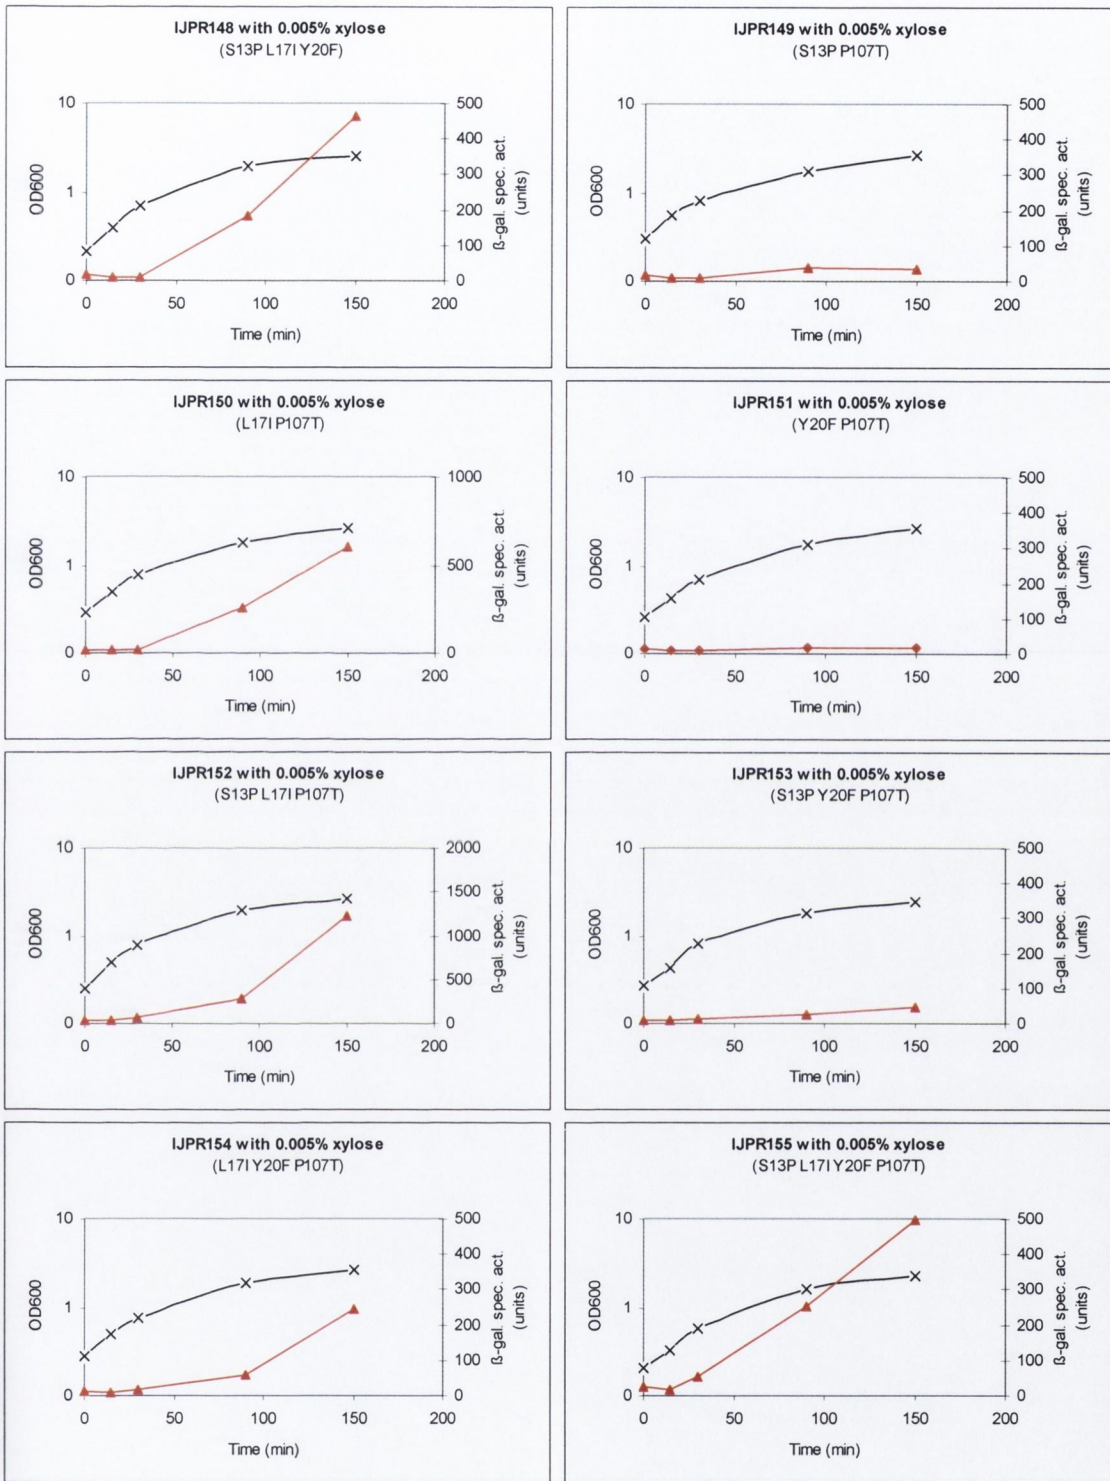 IJPR148 with 0.005% xylose
(S13P L17I Y20F)
10
1
0
OD600
500
400
300
200
100
0
ß-gal. spec. act.
(units)
0 50 100 150 200
Time (min)
IJPR149 with 0.005% xylose
(S13P P107T)
10
1
0
OD600
500
400
300
200
100
0
ß-gal. spec. act.
(units)
0 50 100 150 200
Time (min)
IJPR150 with 0.005% xylose
(L17I P107T)
10
1
0
OD600
1000
500
0
ß-gal. spec. act.
(units)
0 50 100 150 200
Time (min)
IJPR151 with 0.005% xylose
(Y20F P107T)
10
1
0
OD600
500
400
300
200
100
0
ß-gal. spec. act.
(units)
0 50 100 150 200
Time (min)
IJPR152 with 0.005% xylose
(S13P L17I P107T)
10
1
0
OD600
2000
1500
1000
500
0
ß-gal. spec. act.
(units)
0 50 100 150 200
Time (min)
IJPR153 with 0.005% xylose
(S13P Y20F P107T)
10
1
0
OD600
500
400
300
200
100
0
ß-gal. spec. act.
(units)
0 50 100 150 200
Time (min)
IJPR154 with 0.005% xylose
(L17I Y20F P107T)
10
1
0
OD600
500
400
300
200
100
0
ß-gal. spec. act.
(units)
0 50 100 150 200
Time (min)
IJPR155 with 0.005% xylose
(S13P L17I Y20F P107T)
10
1
0
OD600
500
400
300
200
100
0
ß-gal. spec. act.
(units)
0 50 100 150 200
Time (min)